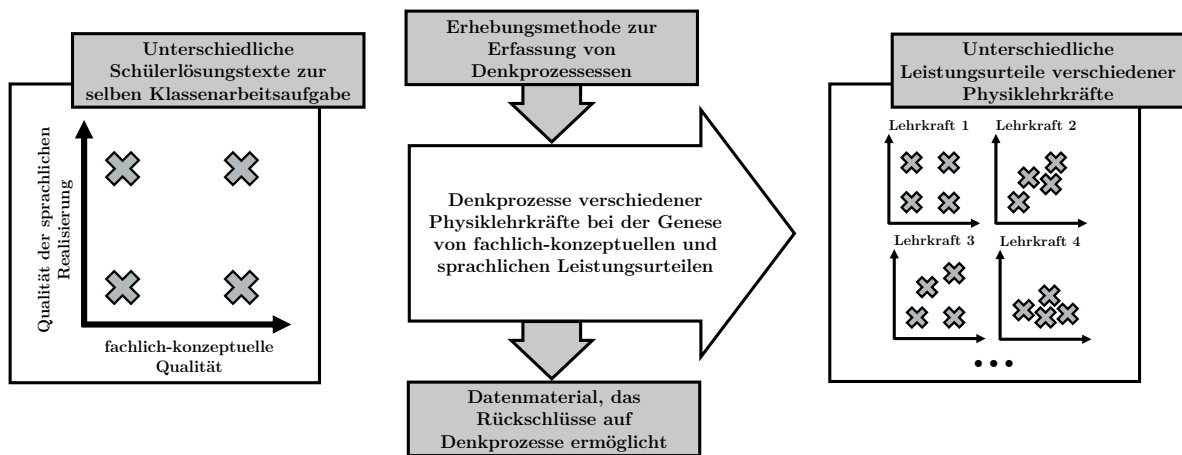 Unterschiedliche
Schülerlösungstexte zur
selben Klassenarbeitsaufgabe
Qualität der sprachlichen
Realisierung
fachlich-konzeptuelle
Qualität
Erhebungsmethode zur
Erfassung von
Denkprozessessen
Denkprozesse verschiedener
Physiklehrkräfte bei der Genese
von fachlich-konzeptuellen und
sprachlichen Leistungsurteilen
Datenmaterial, das
Rückschlüsse auf
Denkprozesse ermöglicht
Unterschiedliche
Leistungsurteile verschiedener
Physiklehrkräfte
Lehrkraft 1
Lehrkraft 2
Lehrkraft 3
Lehrkraft 4
...